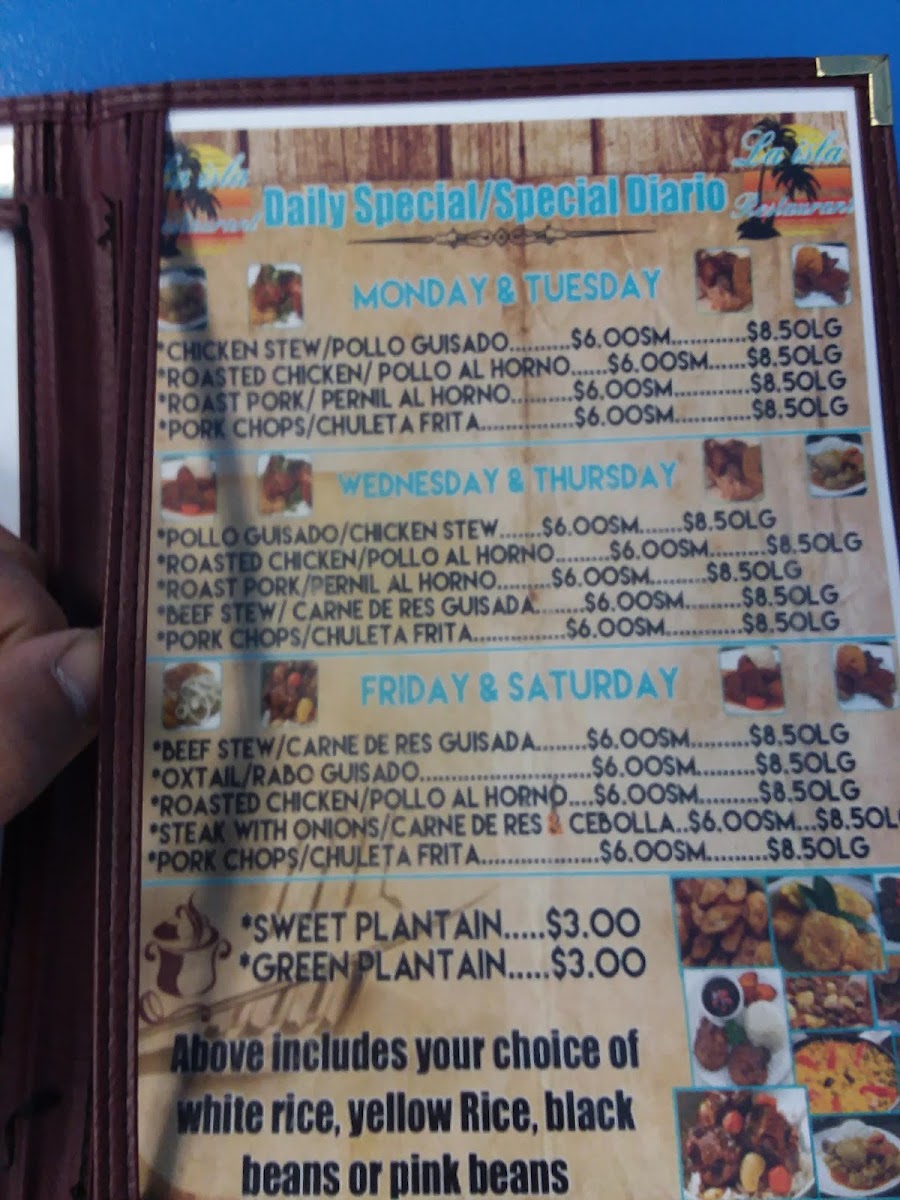 La isla
Restaurant
Daily Special/Special Diario
La isla
Restaurant
MONDAY & TUESDAY
*CHICKEN STEW/POLLO GUISADO..........$6.00SM............$8.50LG
*ROASTED CHICKEN/ POLLO AL HORNO......$6.00SM......$8.50LG
*ROAST PORK/ PERNIL AL HORNO..........$6.00SM............$8.50LG
*PORK CHOPS/CHULETA FRITA...............$6.00SM............$8.50LG
WEDNESDAY & THURSDAY
*POLLO GUISADO/CHICKEN STEW.......$6.00SM.......$8.50LG
*ROASTED CHICKEN/POLLO AL HORNO.........$6.00SM.........$8.50LG
*ROAST PORK/PERNIL AL HORNO.........$6.00SM.........$8.50LG
*BEEF STEW/ CARNE DE RES GUISADA........$6.00SM.........$8.50LG
*PORK CHOPS/CHULETA FRITA...............$6.00SM............$8.50LG
FRIDAY & SATURDAY
*BEEF STEW/CARNE DE RES GUISADA........$6.00SM.........$8.50LG
*OXTAIL/RABO GUISADO............................$6.00SM.........$8.50LG
*ROASTED CHICKEN/POLLO AL HORNO....$6.00SM.........$8.50LG
*STEAK WITH ONIONS/CARNE DE RES & CEBOLLA..$6.00SM...$8.50L
*PORK CHOPS/CHULETA FRITA...................$6.00SM.........$8.50LG
*SWEET PLANTAIN.....$3.00
*GREEN PLANTAIN.....$3.00
Above includes your choice of
white rice, yellow Rice, black
beans or pink beans